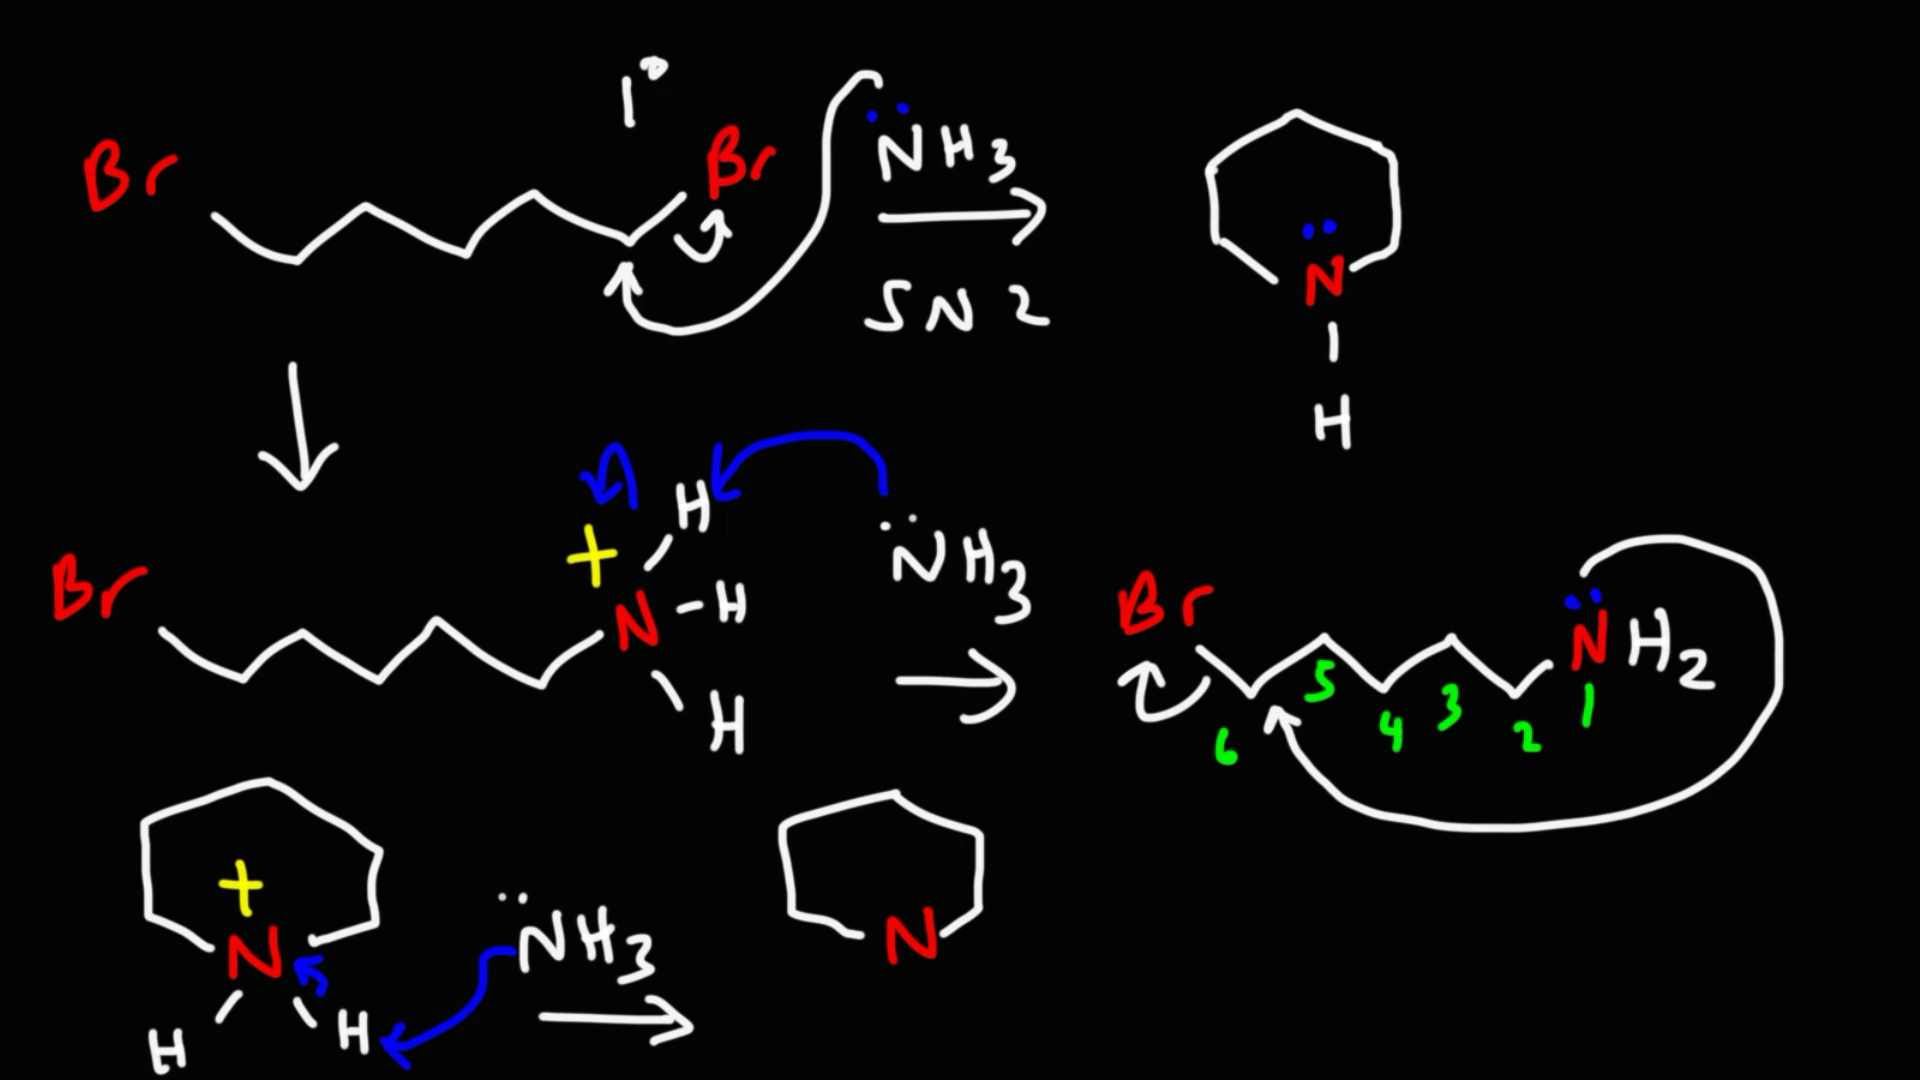 1°
Br Br NH3
SN2
N
H
H
+ NH3
Br N H Br NH2
H 6 5 4 3 2 1
+
N NH3 N
H H